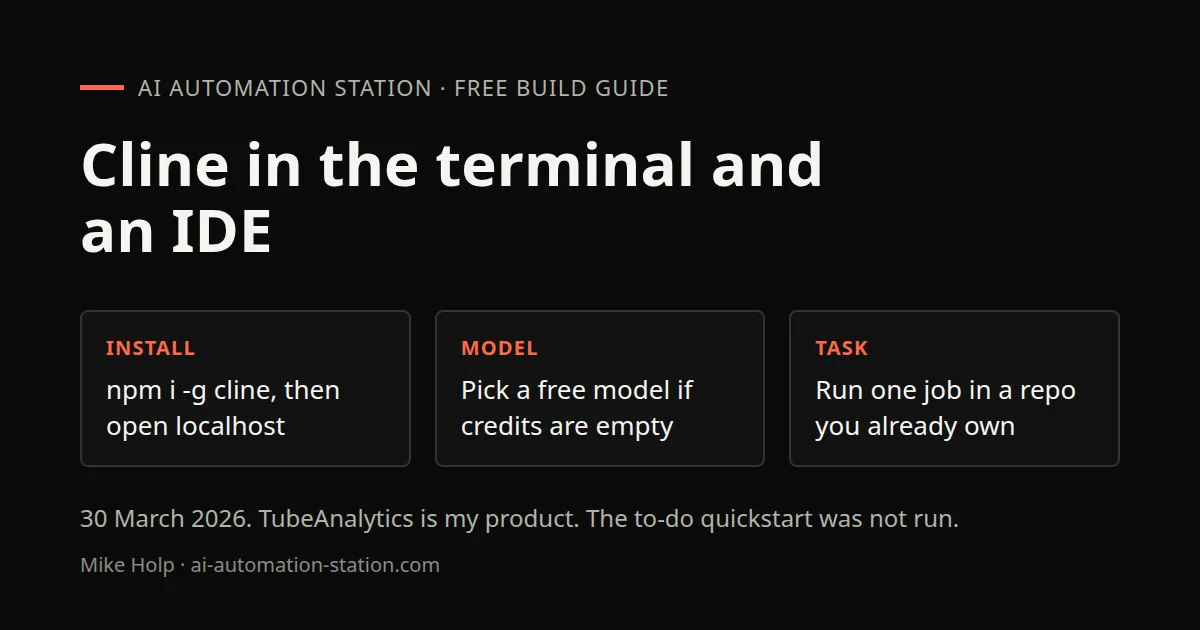 AI AUTOMATION STATION · FREE BUILD GUIDE
Cline in the terminal and
an IDE
INSTALL
npm i -g cline, then
open localhost
MODEL
Pick a free model if
credits are empty
TASK
Run one job in a repo
you already own
30 March 2026. TubeAnalytics is my product. The to-do quickstart was not run.
Mike Holp · ai-automation-station.com